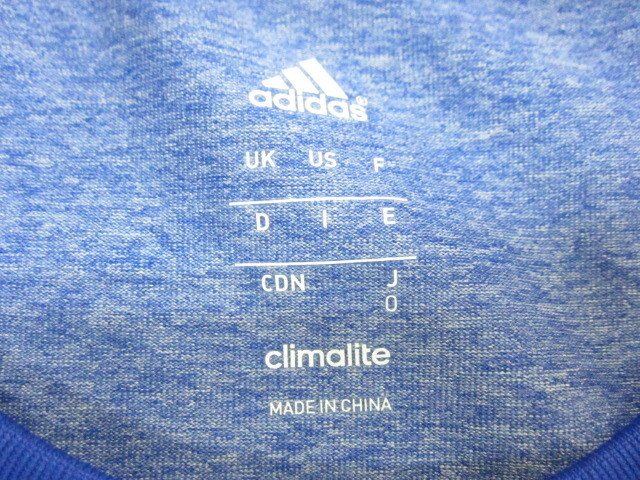 adidas®
UK US F
D I E
CDN J
O
climalite
MADE IN CHINA